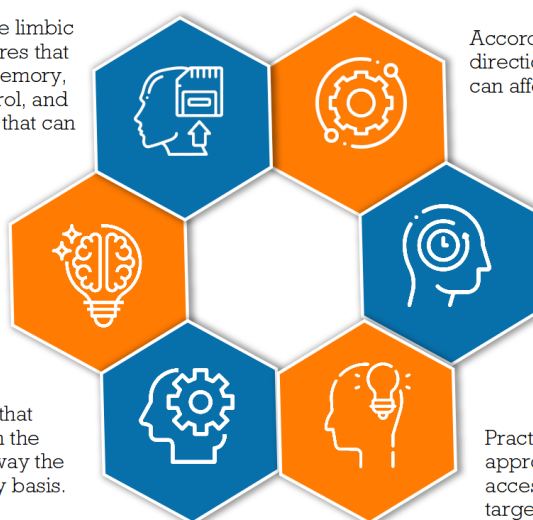 e limbic
res that
emory,
rol, and
that can
Accord
directio
can affe
that
n the
way the
y basis.
Pract
appro
acces
targe